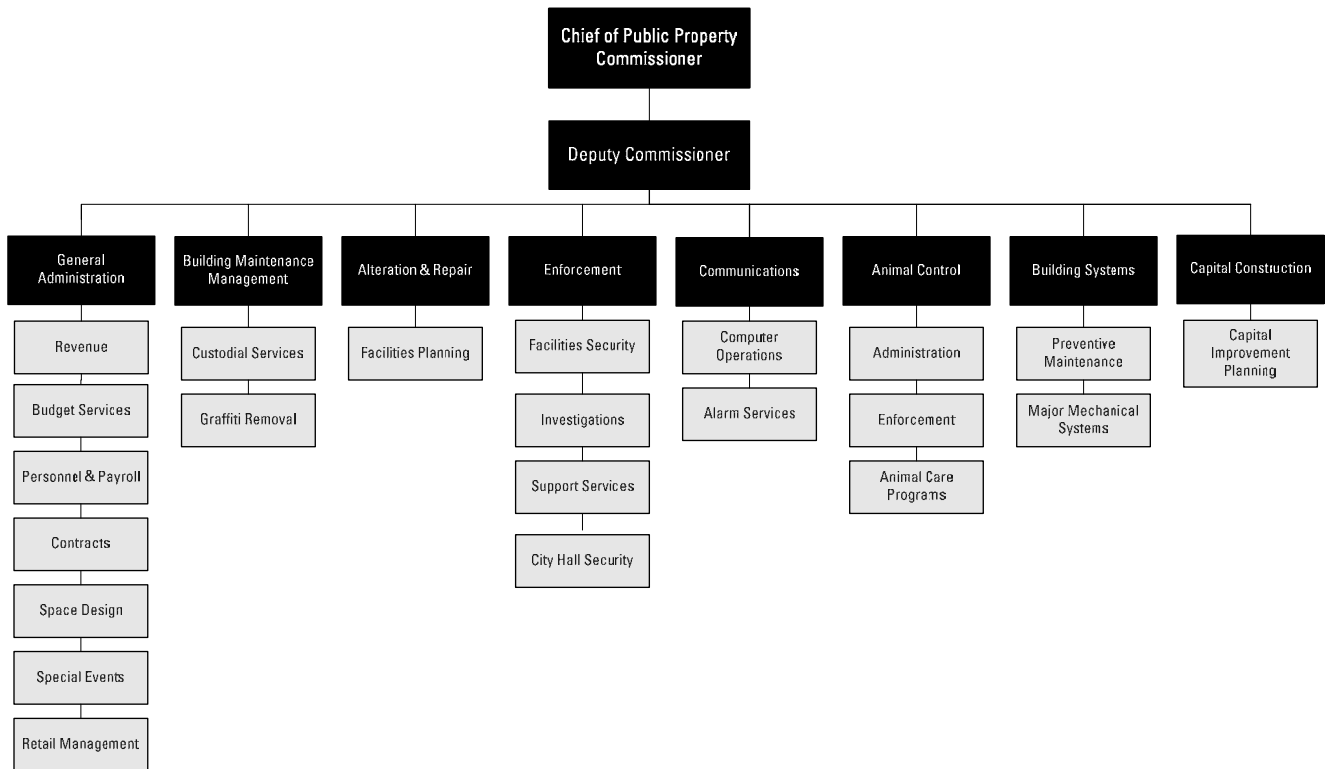 Chief of Public Property
Commissioner
Deputy Commissioner
General
Administration
Building Maintenance
Management
Alteration & Repair
Enforcement
Communications
Animal Control
Building Systems
Capital Construction
Revenue
Budget Services
Personnel & Payroll
Contracts
Space Design
Special Events
Retail Management
Custodial Services
Graffiti Removal
Facilities Planning
Facilities Security
Investigations
Support Services
City Hall Security
Computer
Operations
Alarm Services
Administration
Enforcement
Animal Care
Programs
Preventive
Maintenance
Major Mechanical
Systems
Capital
Improvement
Planning